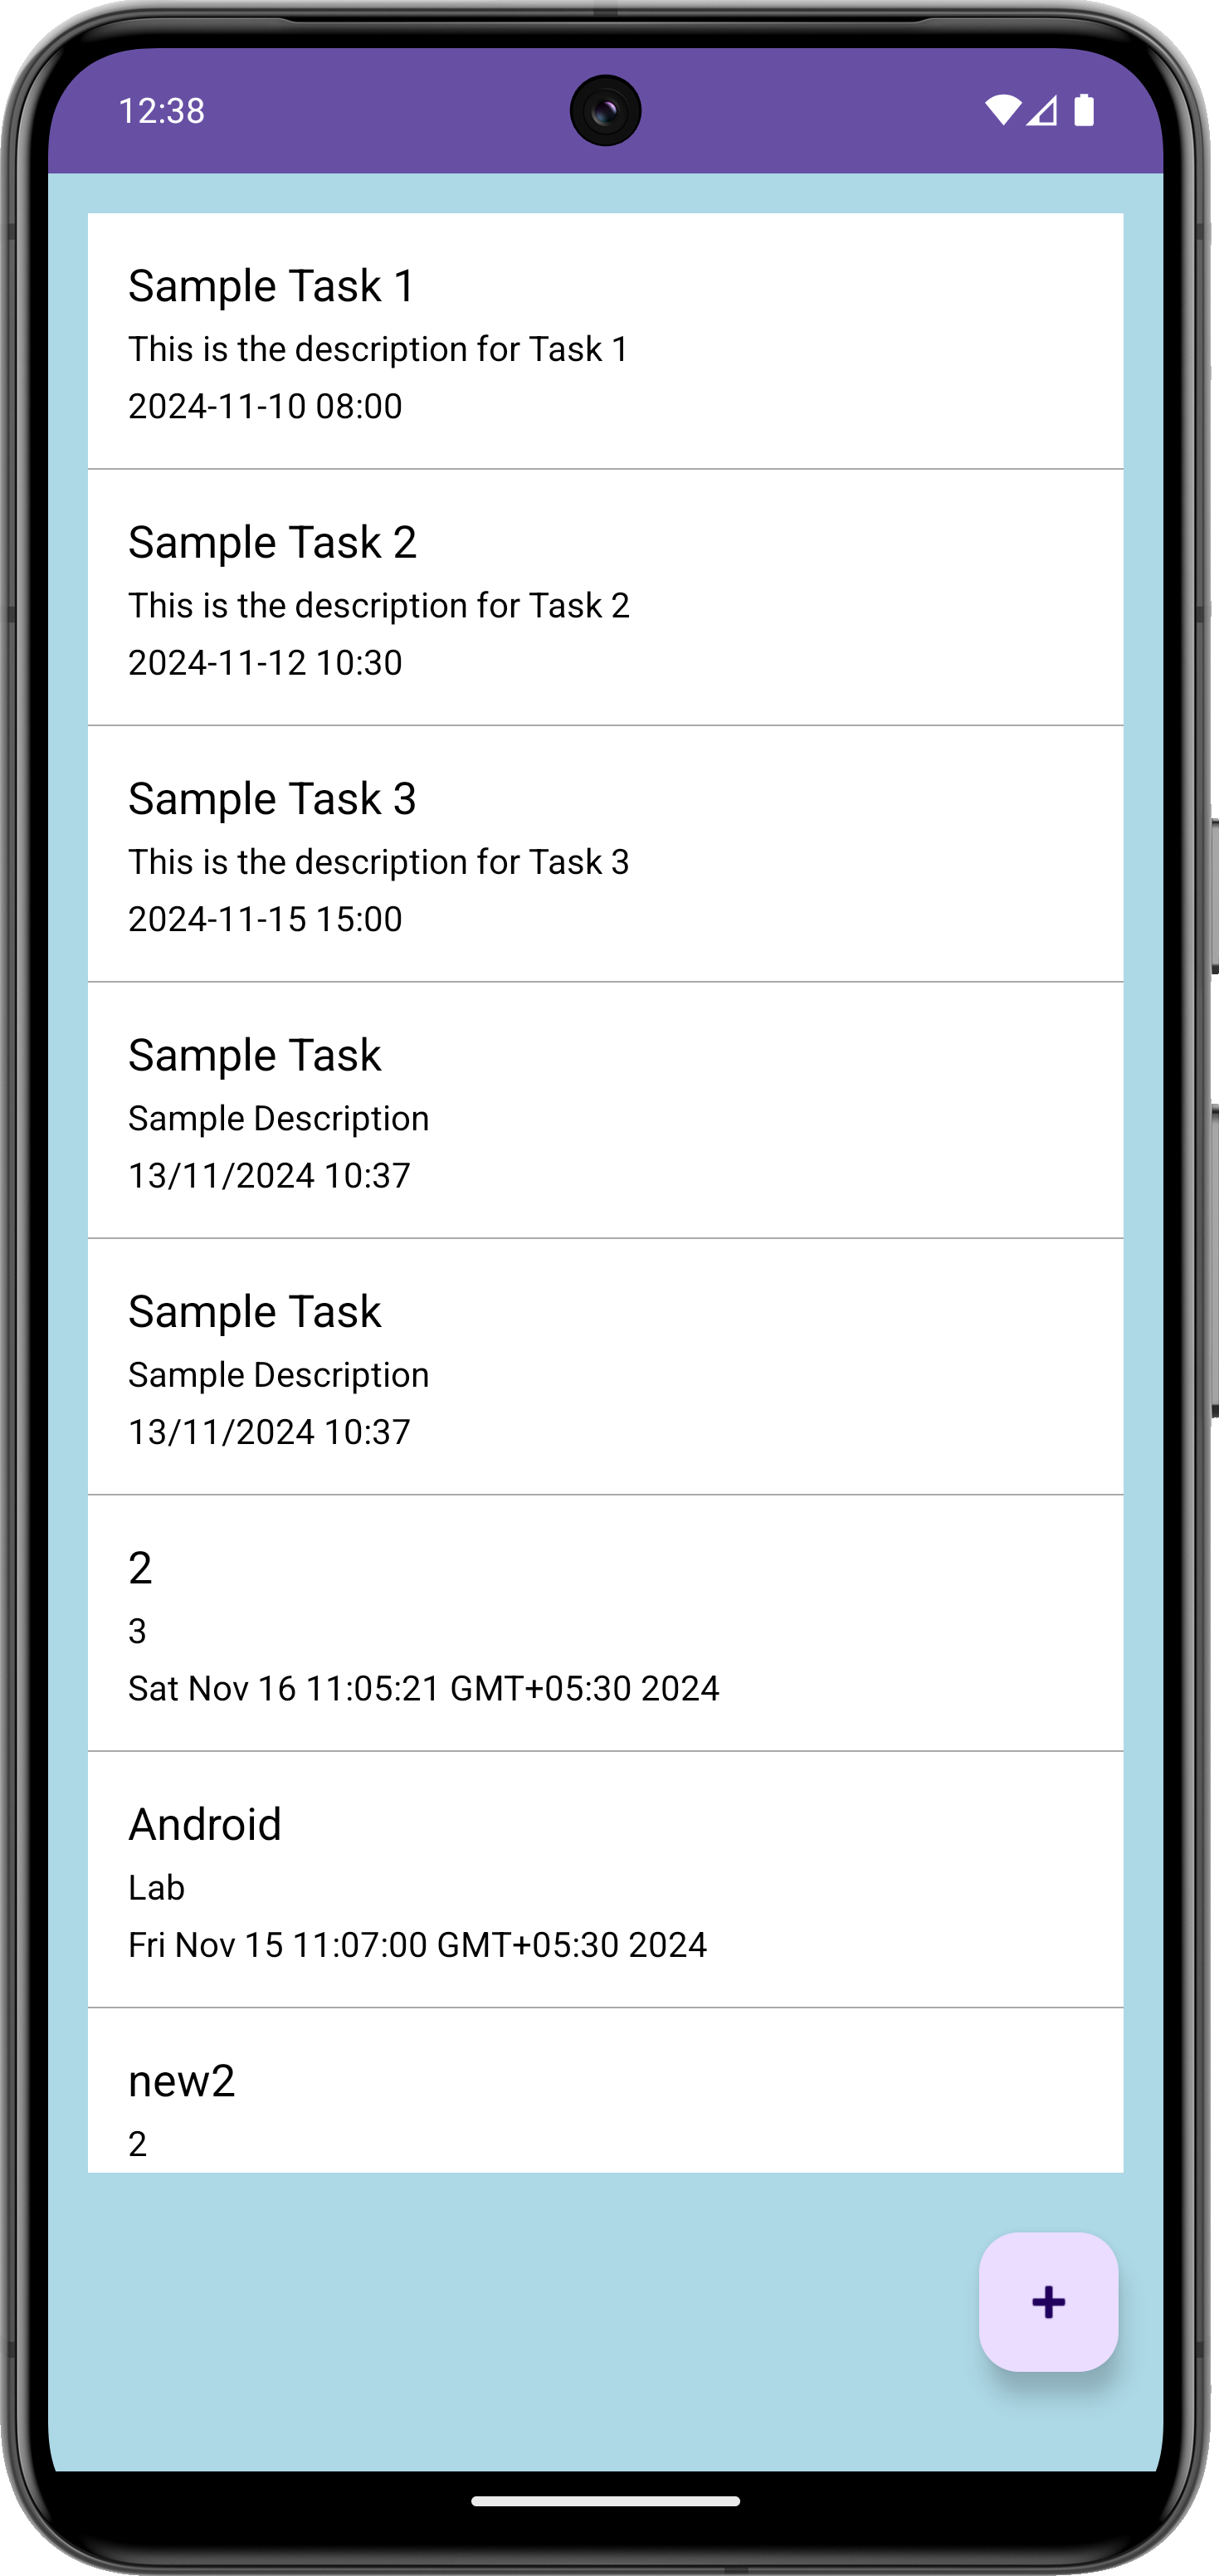 12:38
Sample Task 1
This is the description for Task 1
2024-11-10 08:00
Sample Task 2
This is the description for Task 2
2024-11-12 10:30
Sample Task 3
This is the description for Task 3
2024-11-15 15:00
Sample Task
Sample Description
13/11/2024 10:37
Sample Task
Sample Description
13/11/2024 10:37
2
3
Sat Nov 16 11:05:21 GMT+05:30 2024
Android
Lab
Fri Nov 15 11:07:00 GMT+05:30 2024
new2
2
+